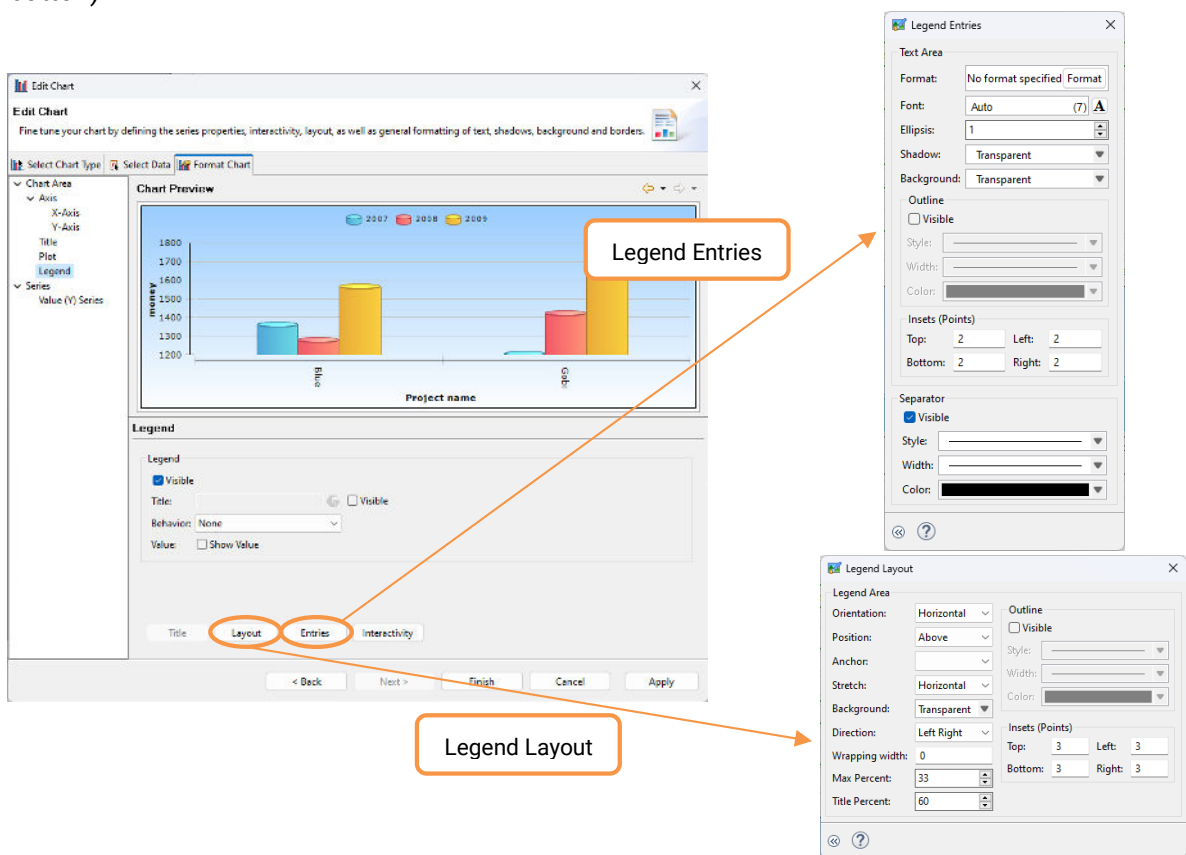 Edit Chart
Edit Chart
Fine tune your chart by defining the series properties, interactivity, layout, as well as general formatting of text, shadows, background and borders.
Select Chart Type Select Data Format Chart
Chart Area
Axis
X-Axis
Y-Axis
Title
Plot
Legend
Series
Value (Y) Series
Chart Preview
2007 2008 2009
1800
1700
1600
1500
1400
1300
1200
money
Blue
Gobi
Project name
Legend
Legend
Visible
Title: Visible
Behavior: None
Value: Show Value
Title Layout Entries Interactivity
< Back Next > Finish Cancel Apply
Legend Entries
Legend Layout
Legend Entries
Text Area
Format: No format specified Format
Font: Auto (7) A
Ellipsis: 1
Shadow: Transparent
Background: Transparent
Outline
Visible
Style:
Width:
Color:
Insets (Points)
Top: 2 Left: 2
Bottom: 2 Right: 2
Separator
Visible
Style:
Width:
Color:
Legend Layout
Legend Area
Orientation: Horizontal
Position: Above
Anchor:
Stretch: Horizontal
Background: Transparent
Direction: Left Right
Wrapping width: 0
Max Percent: 33
Title Percent: 60
Outline
Visible
Style:
Width:
Color:
Insets (Points)
Top: 3 Left: 3
Bottom: 3 Right: 3